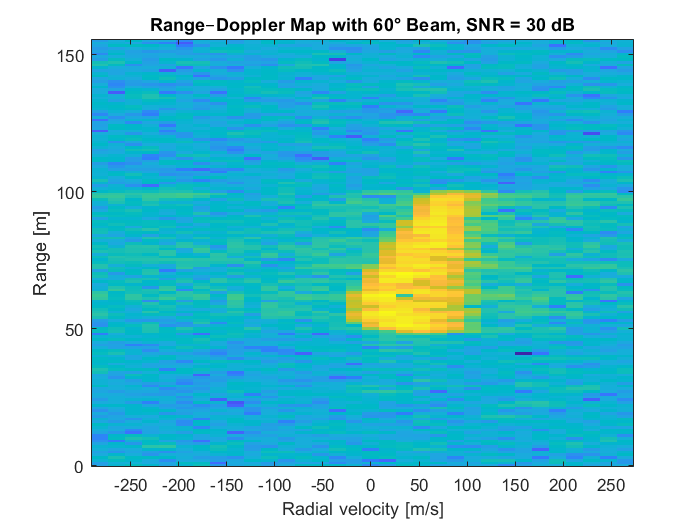 Range–Doppler Map with 60° Beam, SNR = 30 dB
150
100
50
0
Range [m]
-250 -200 -150 -100 -50 0 50 100 150 200 250
Radial velocity [m/s]